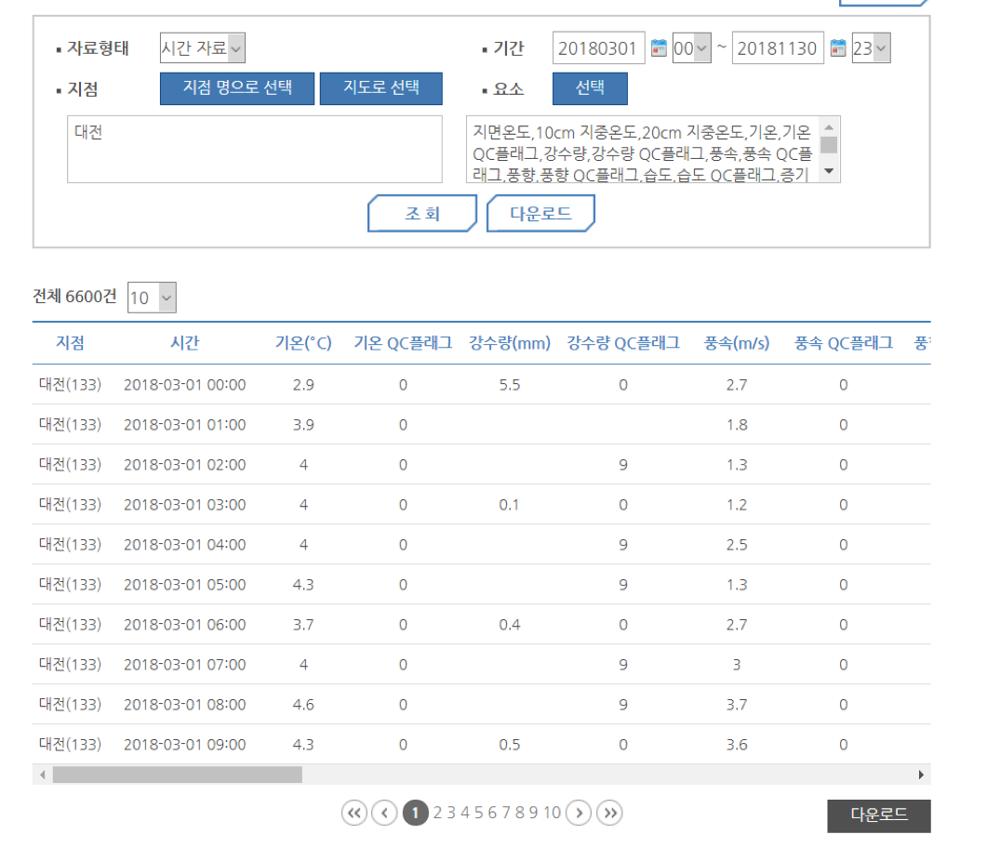 ▪ 자료형태 시간 자료 ▪ 기간 20180301 00 ~ 20181130 23
▪ 지점 지점 명으로 선택 지도로 선택 ▪ 요소 선택
대전
지면온도,10cm 지중온도,20cm 지중온도,기온,기온
QC플래그,강수량,강수량 QC플래그,풍속,풍속 QC플
래그,풍향,풍향 QC플래그,습도,습도 QC플래그,증기
조 회 다운로드
전체 6600건 10
지점 시간 기온(°C) 기온 QC플래그 강수량(mm) 강수량 QC플래그 풍속(m/s) 풍속 QC플래그
대전(133) 2018-03-01 00:00 2.9 0 5.5 0 2.7 0
대전(133) 2018-03-01 01:00 3.9 0 1.8 0
대전(133) 2018-03-01 02:00 4 0 9 1.3 0
대전(133) 2018-03-01 03:00 4 0 0.1 0 1.2 0
대전(133) 2018-03-01 04:00 4 0 9 2.5 0
대전(133) 2018-03-01 05:00 4.3 0 9 1.3 0
대전(133) 2018-03-01 06:00 3.7 0 0.4 0 2.7 0
대전(133) 2018-03-01 07:00 4 0 9 3 0
대전(133) 2018-03-01 08:00 4.6 0 9 3.7 0
대전(133) 2018-03-01 09:00 4.3 0 0.5 0 3.6 0
1 2 3 4 5 6 7 8 9 10
다운로드